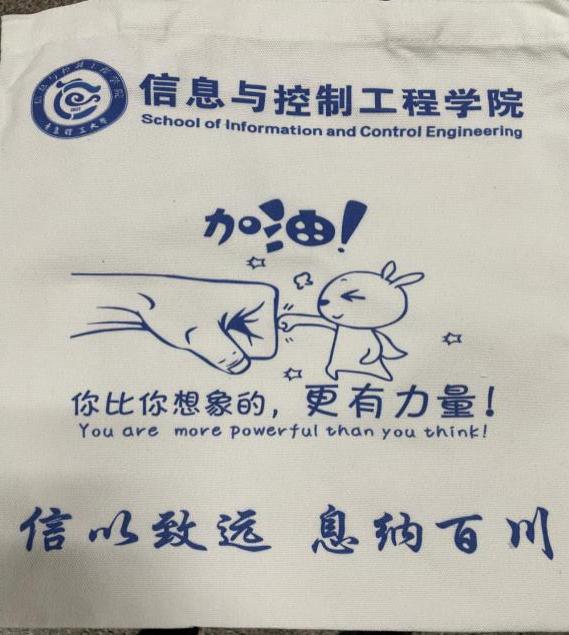 信息与控制工程学院
School of Information and Control Engineering
加油!
你比你想象的,更有力量!
You are more powerful than you think!
信以致远 息纳百川